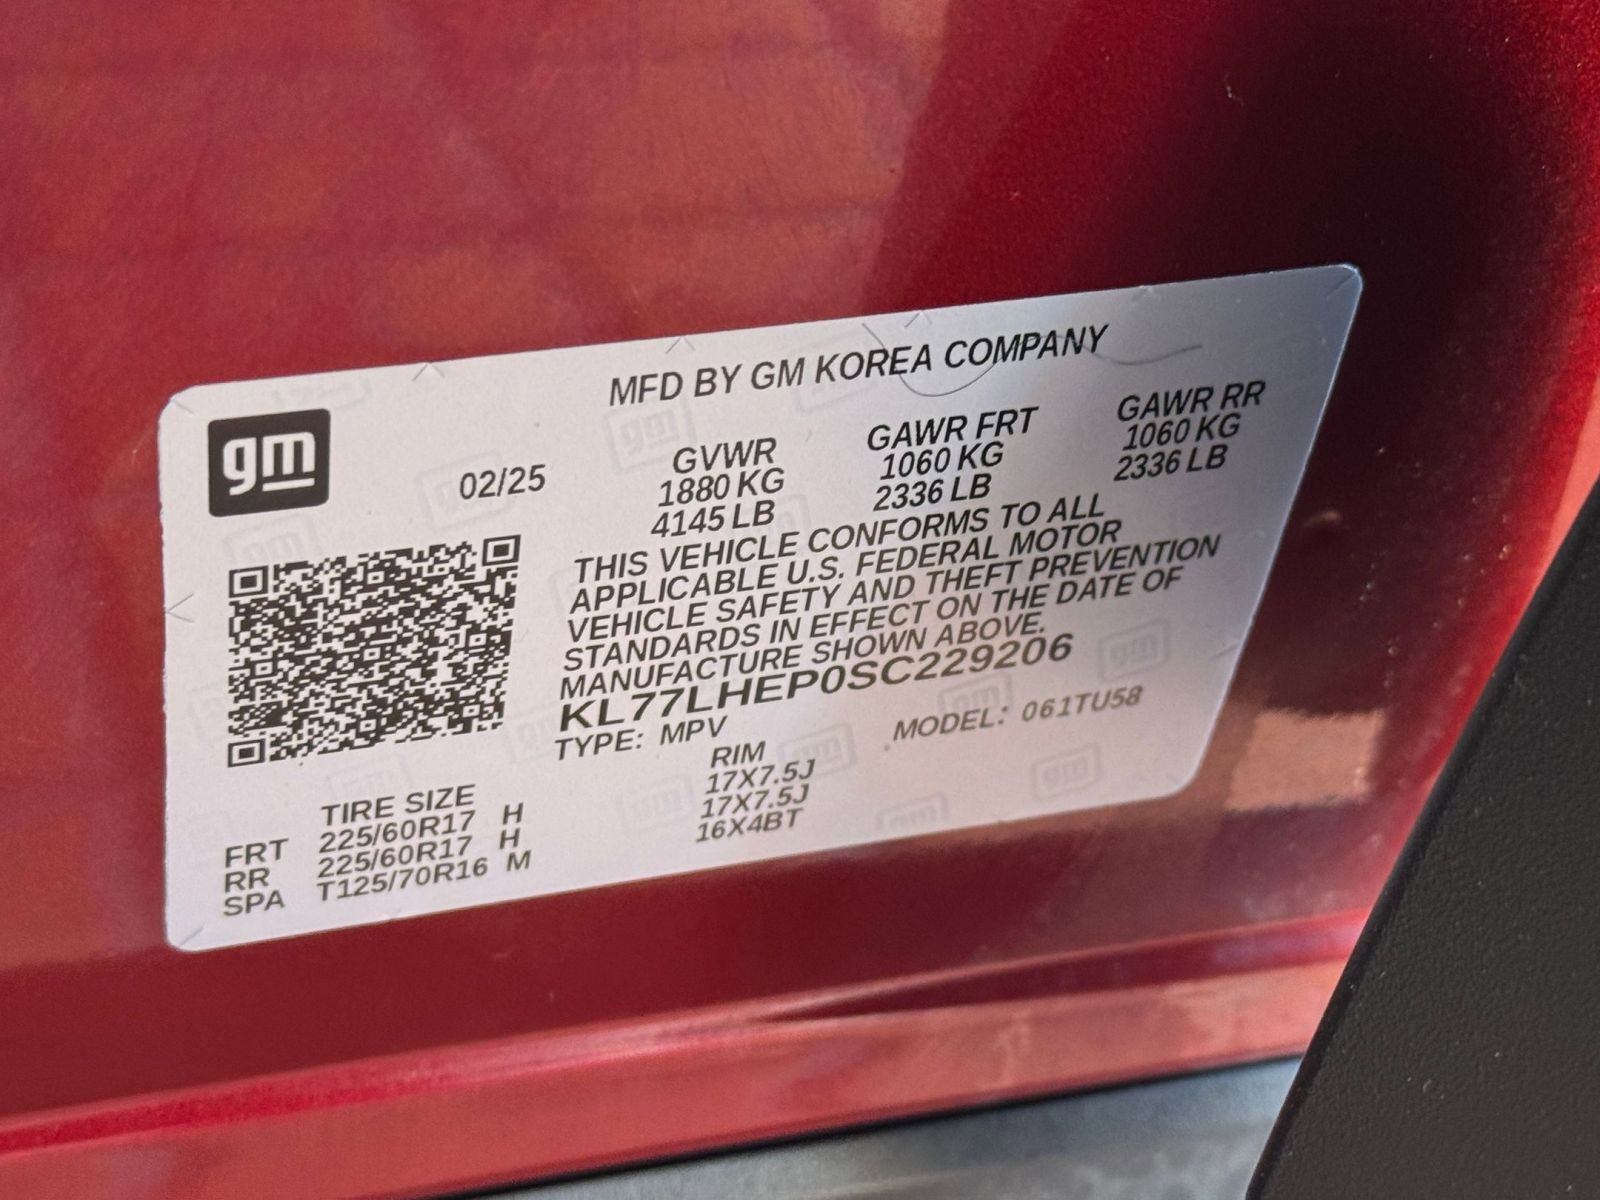 MFD BY GM KOREA COMPANY
gm
02/25
GVWR
1880 KG
4145 LB
GAWR FRT
1060 KG
2336 LB
GAWR RR
1060 KG
2336 LB
THIS VEHICLE CONFORMS TO ALL
APPLICABLE U.S. FEDERAL MOTOR
VEHICLE SAFETY AND THEFT PREVENTION
STANDARDS IN EFFECT ON THE DATE OF
MANUFACTURE SHOWN ABOVE.
KL77LHEP0SC229206
TYPE: MPV
MODEL: 061TU58
TIRE SIZE
RIM
FRT 225/60R17 H 17X7.5J
RR 225/60R17 H 17X7.5J
SPA T125/70R16 M 16X4BT